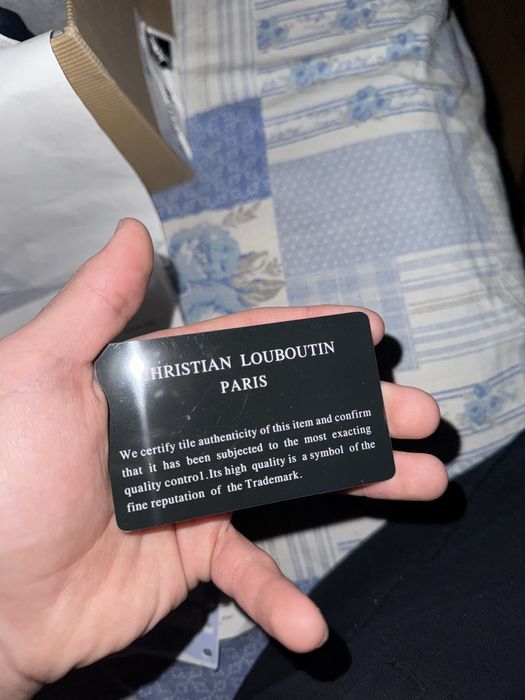 CHRISTIAN LOUBOUTIN
PARIS
We certify tile authenticity of this item and confirm
that it has been subjected to the most exacting
quality contro1.Its high quality is a symbol of the
fine reputation of the Trademark.